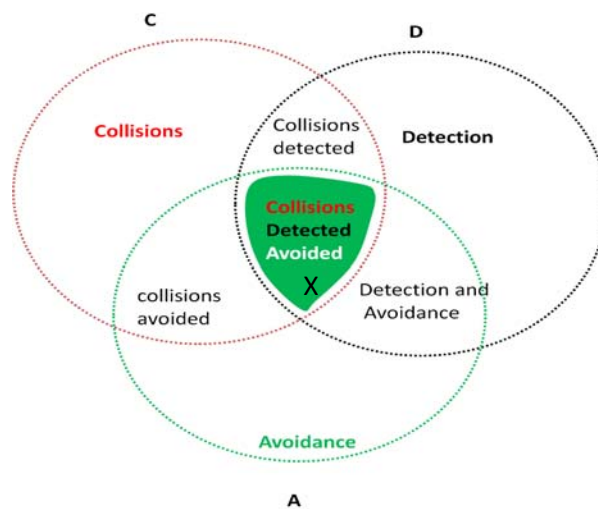 C
D
Collisions
Collisions
detected
Detection
Collisions
Detected
Avoided
X
collisions
avoided
Detection and
Avoidance
Avoidance
A